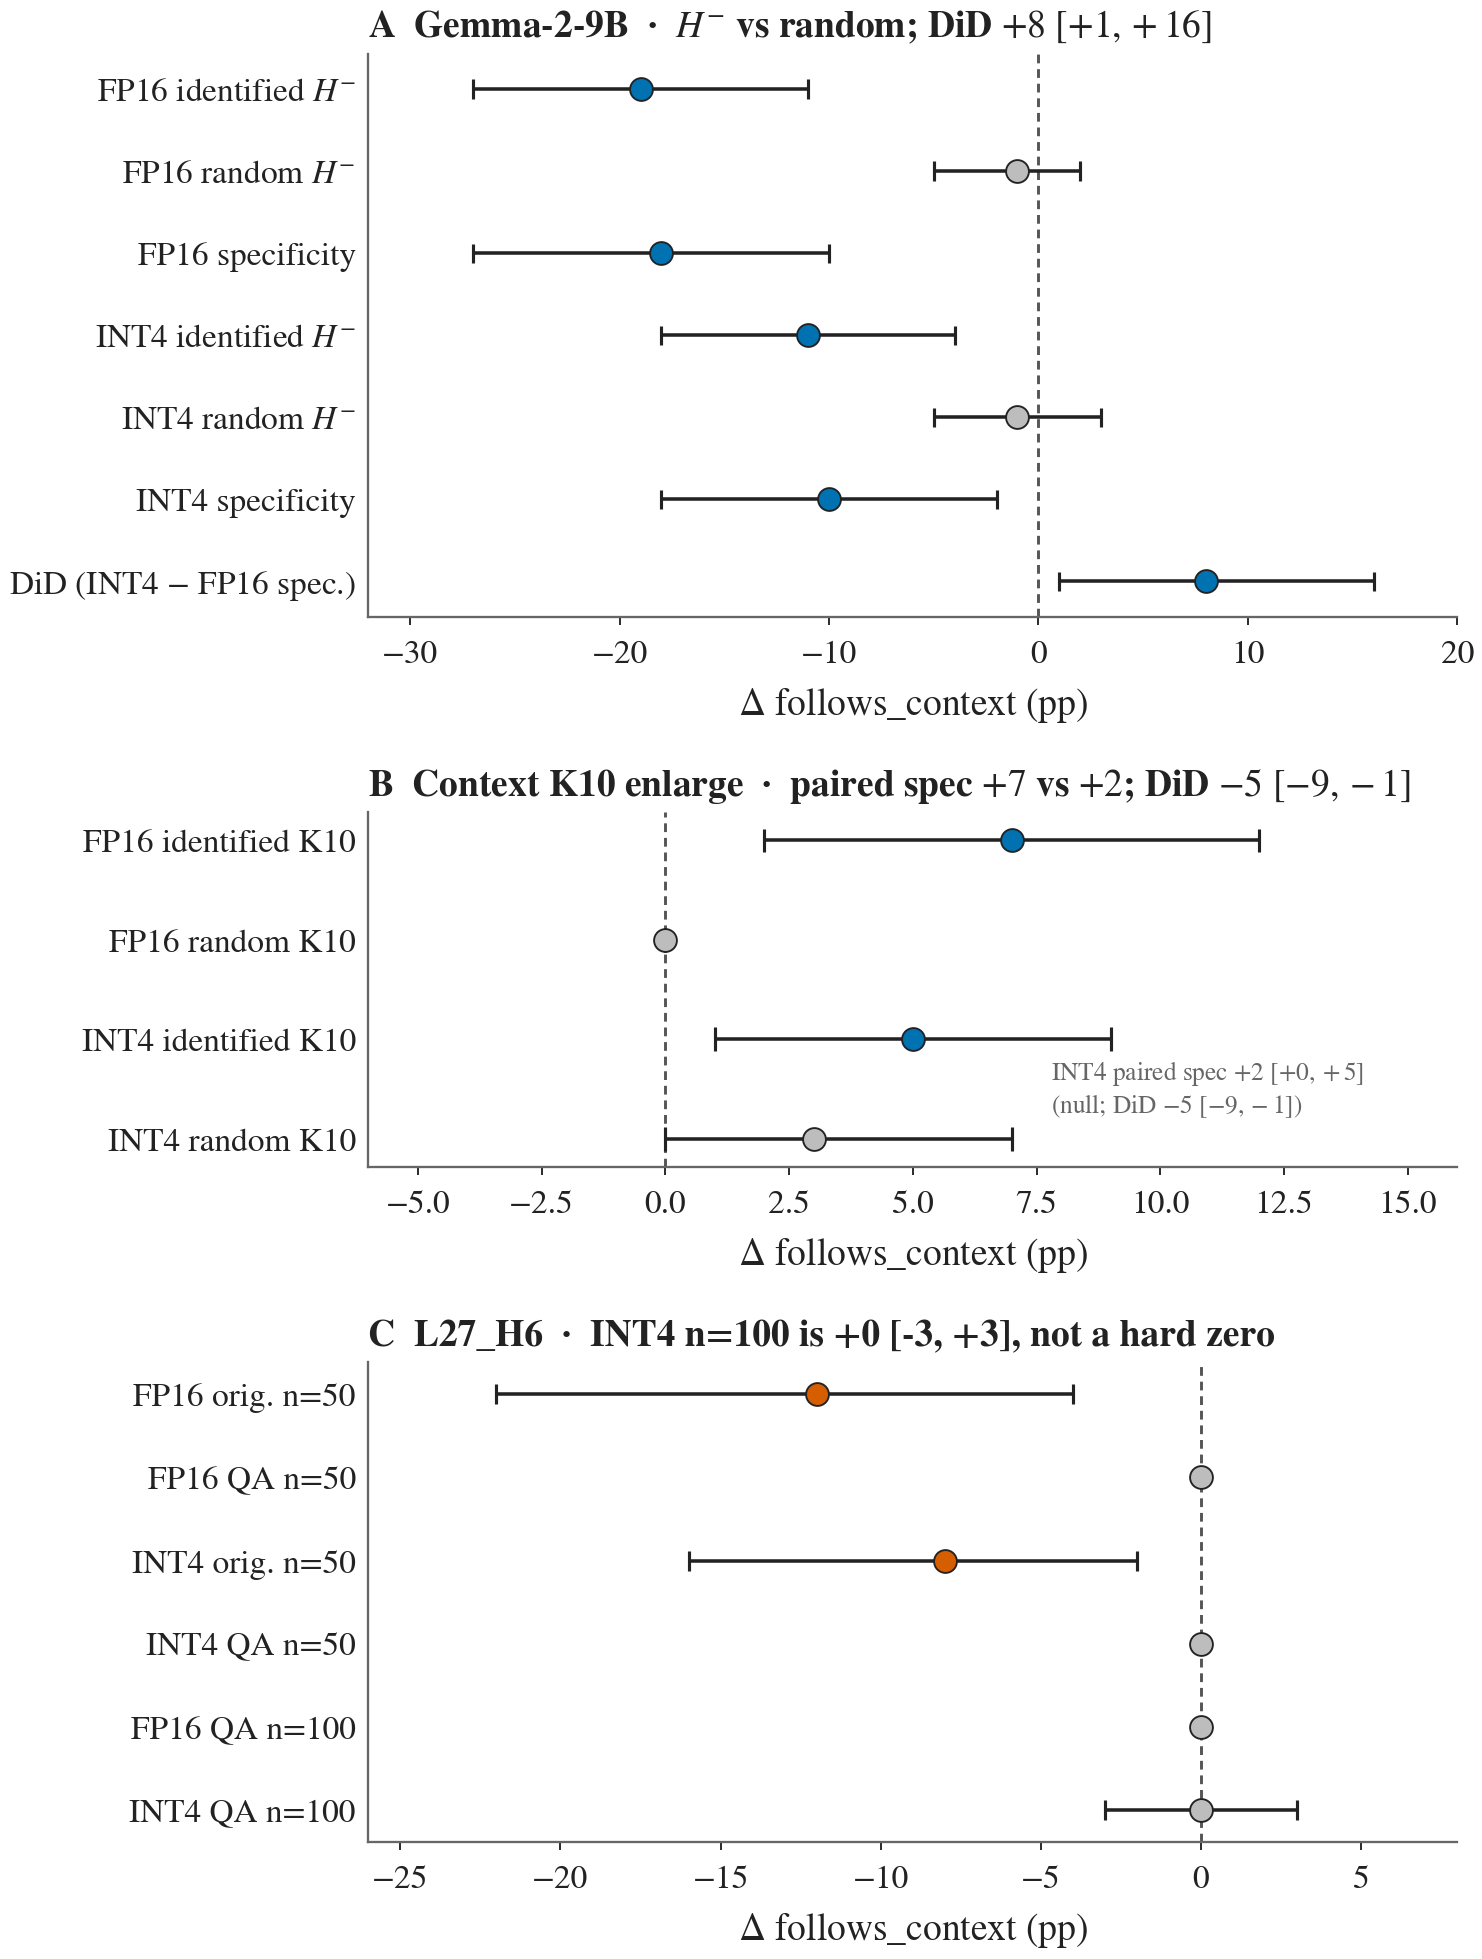 A Gemma-2-9B · H⁻ vs random; DiD +8 [+1, + 16]
FP16 identified H⁻
FP16 random H⁻
FP16 specificity
INT4 identified H⁻
INT4 random H⁻
INT4 specificity
DiD (INT4 − FP16 spec.)
−30 −20 −10 0 10 20
Δ follows_context (pp)
B Context K10 enlarge · paired spec +7 vs +2; DiD −5 [−9, − 1]
FP16 identified K10
FP16 random K10
INT4 identified K10
INT4 paired spec +2 [+0, + 5]
(null; DiD −5 [−9, − 1])
INT4 random K10
−5.0 −2.5 0.0 2.5 5.0 7.5 10.0 12.5 15.0
Δ follows_context (pp)
C L27_H6 · INT4 n=100 is +0 [-3, +3], not a hard zero
FP16 orig. n=50
FP16 QA n=50
INT4 orig. n=50
INT4 QA n=50
FP16 QA n=100
INT4 QA n=100
−25 −20 −15 −10 −5 0 5
Δ follows_context (pp)